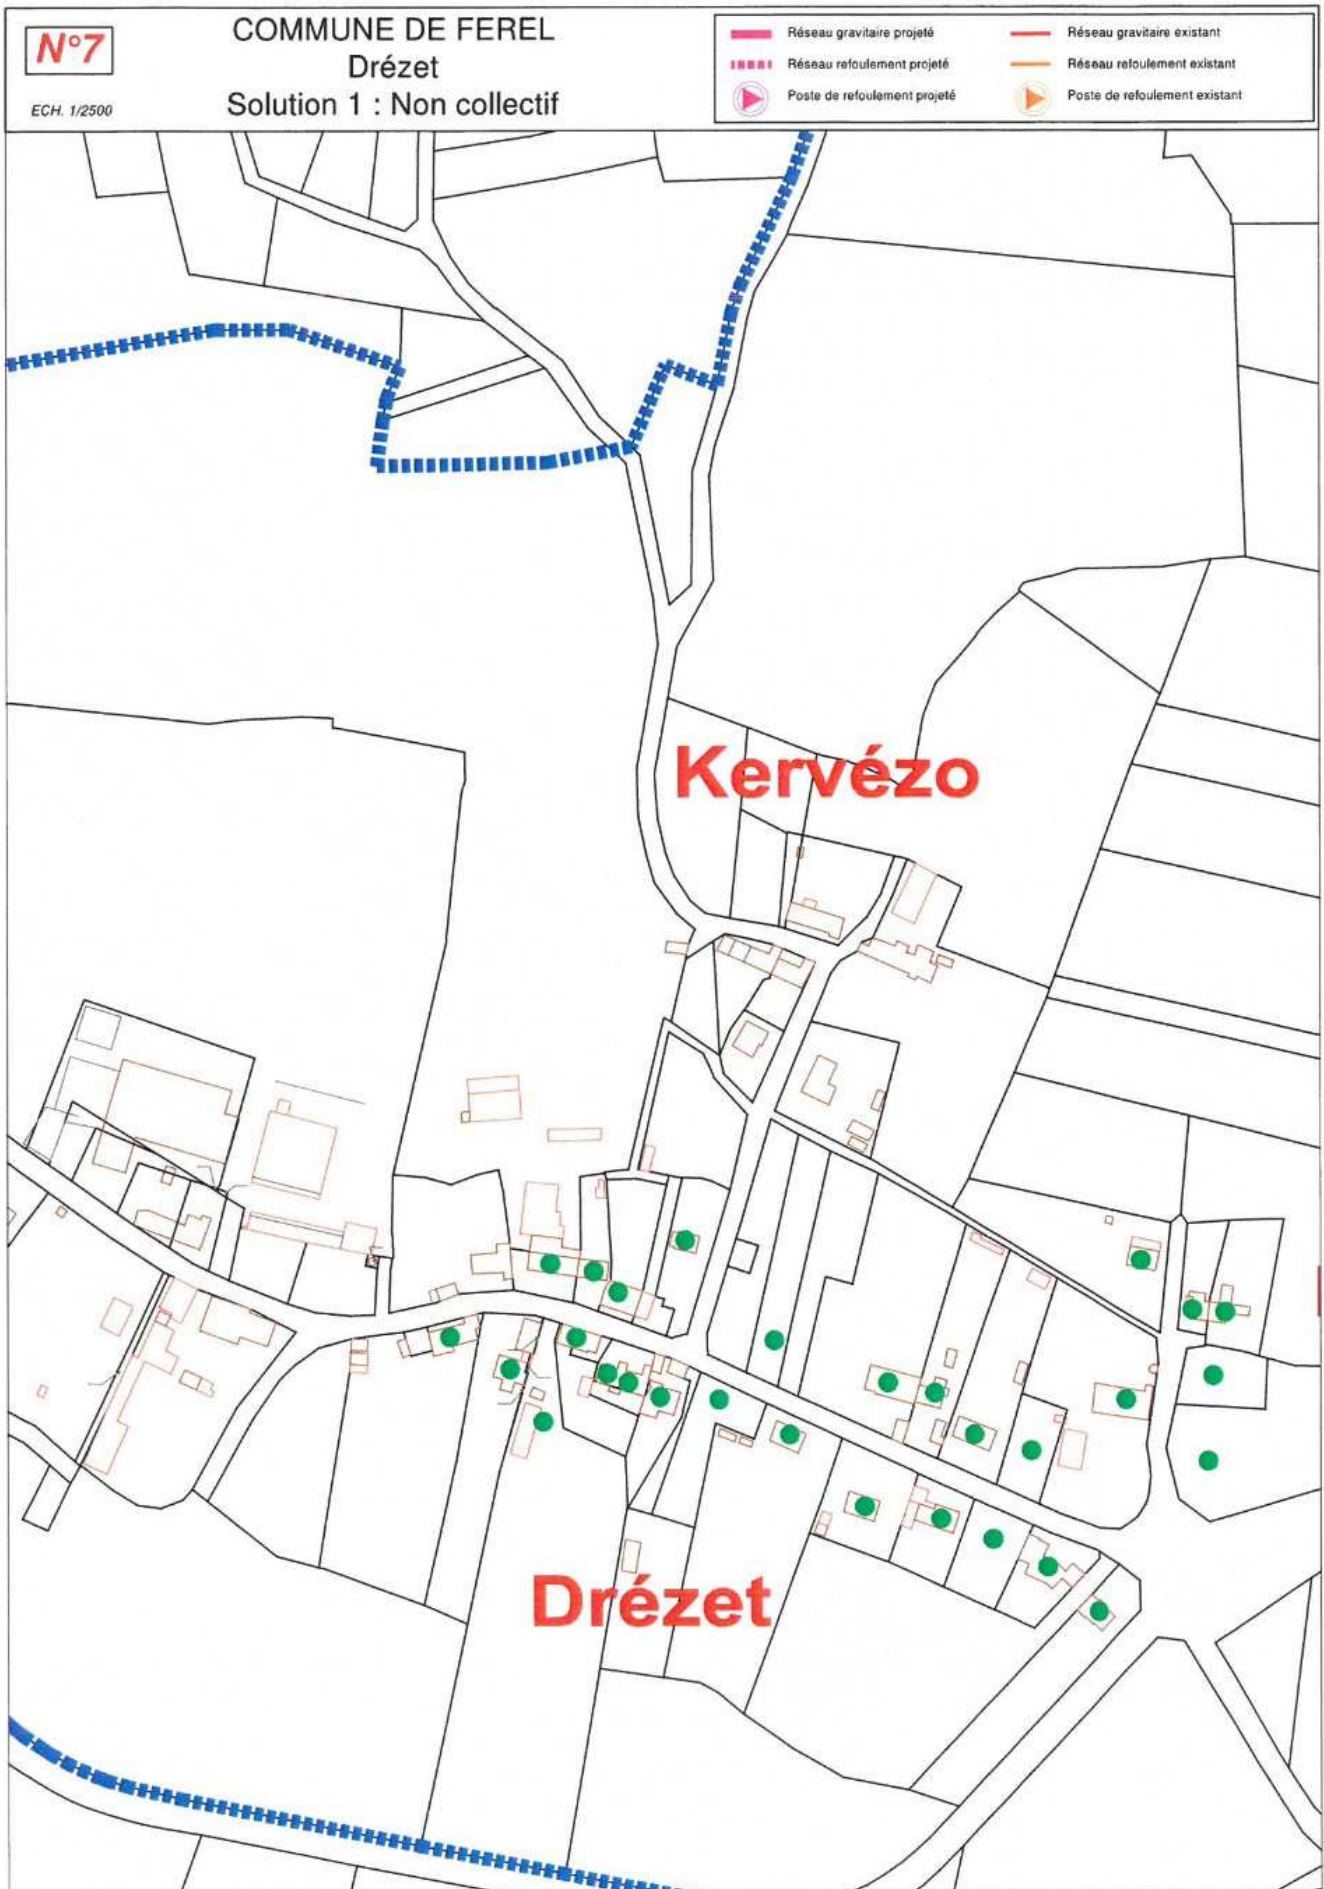 N°7
ECH. 1/2500
COMMUNE DE FEREL
Drézet
Solution 1 : Non collectif
Réseau gravitaire projeté
Réseau refoulement projeté
Poste de refoulement projeté
Réseau gravitaire existant
Réseau refoulement existant
Poste de refoulement existant
Kervézo
Drézet